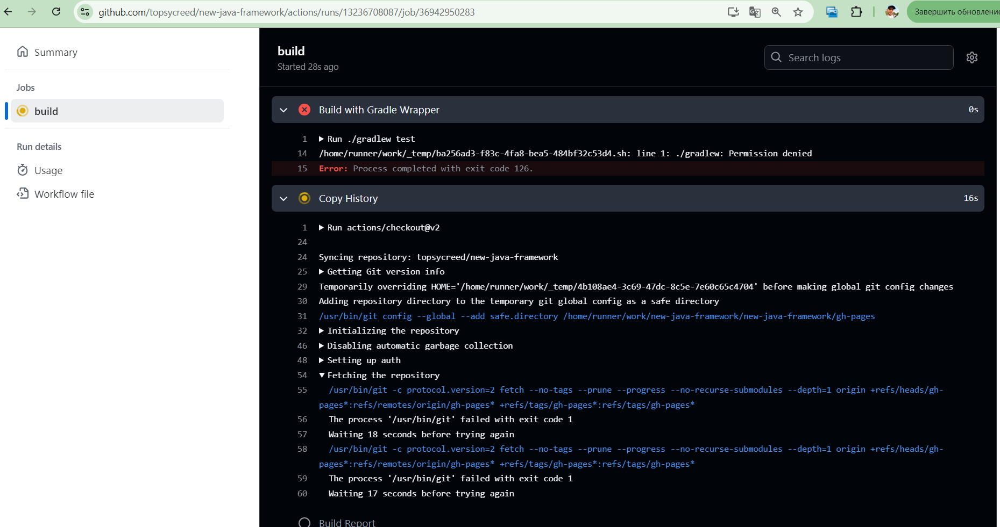 github.com/topsycreed/new-java-framework/actions/runs/13236708087/job/36942950283
Завершить обновление
Summary
Jobs
build
Run details
Usage
Workflow file
build
Started 28s ago
Search logs
Build with Gradle Wrapper
0s
1 Run ./gradlew test
14 /home/runner/work/_temp/ba256ad3-f83c-4fa8-bea5-484bf32c53d4.sh: line 1: ./gradlew: Permission denied
15 Error: Process completed with exit code 126.
Copy History
16s
1 Run actions/checkout@v2
24
24 Syncing repository: topsycreed/new-java-framework
25 Getting Git version info
29 Temporarily overriding HOME='/home/runner/work/_temp/4b108ae4-3c69-47dc-8c5e-7e60c65c4704' before making global git config changes
30 Adding repository directory to the temporary git global config as a safe directory
31 /usr/bin/git config --global --add safe.directory /home/runner/work/new-java-framework/new-java-framework/gh-pages
32 Initializing the repository
46 Disabling automatic garbage collection
48 Setting up auth
54 Fetching the repository
55 /usr/bin/git -c protocol.version=2 fetch --no-tags --prune --progress --no-recurse-submodules --depth=1 origin +refs/heads/gh-
pages*:refs/remotes/origin/gh-pages* +refs/tags/gh-pages*:refs/tags/gh-pages*
56 The process '/usr/bin/git' failed with exit code 1
57 Waiting 18 seconds before trying again
58 /usr/bin/git -c protocol.version=2 fetch --no-tags --prune --progress --no-recurse-submodules --depth=1 origin +refs/heads/gh-
pages*:refs/remotes/origin/gh-pages* +refs/tags/gh-pages*:refs/tags/gh-pages*
59 The process '/usr/bin/git' failed with exit code 1
60 Waiting 17 seconds before trying again
Build Report